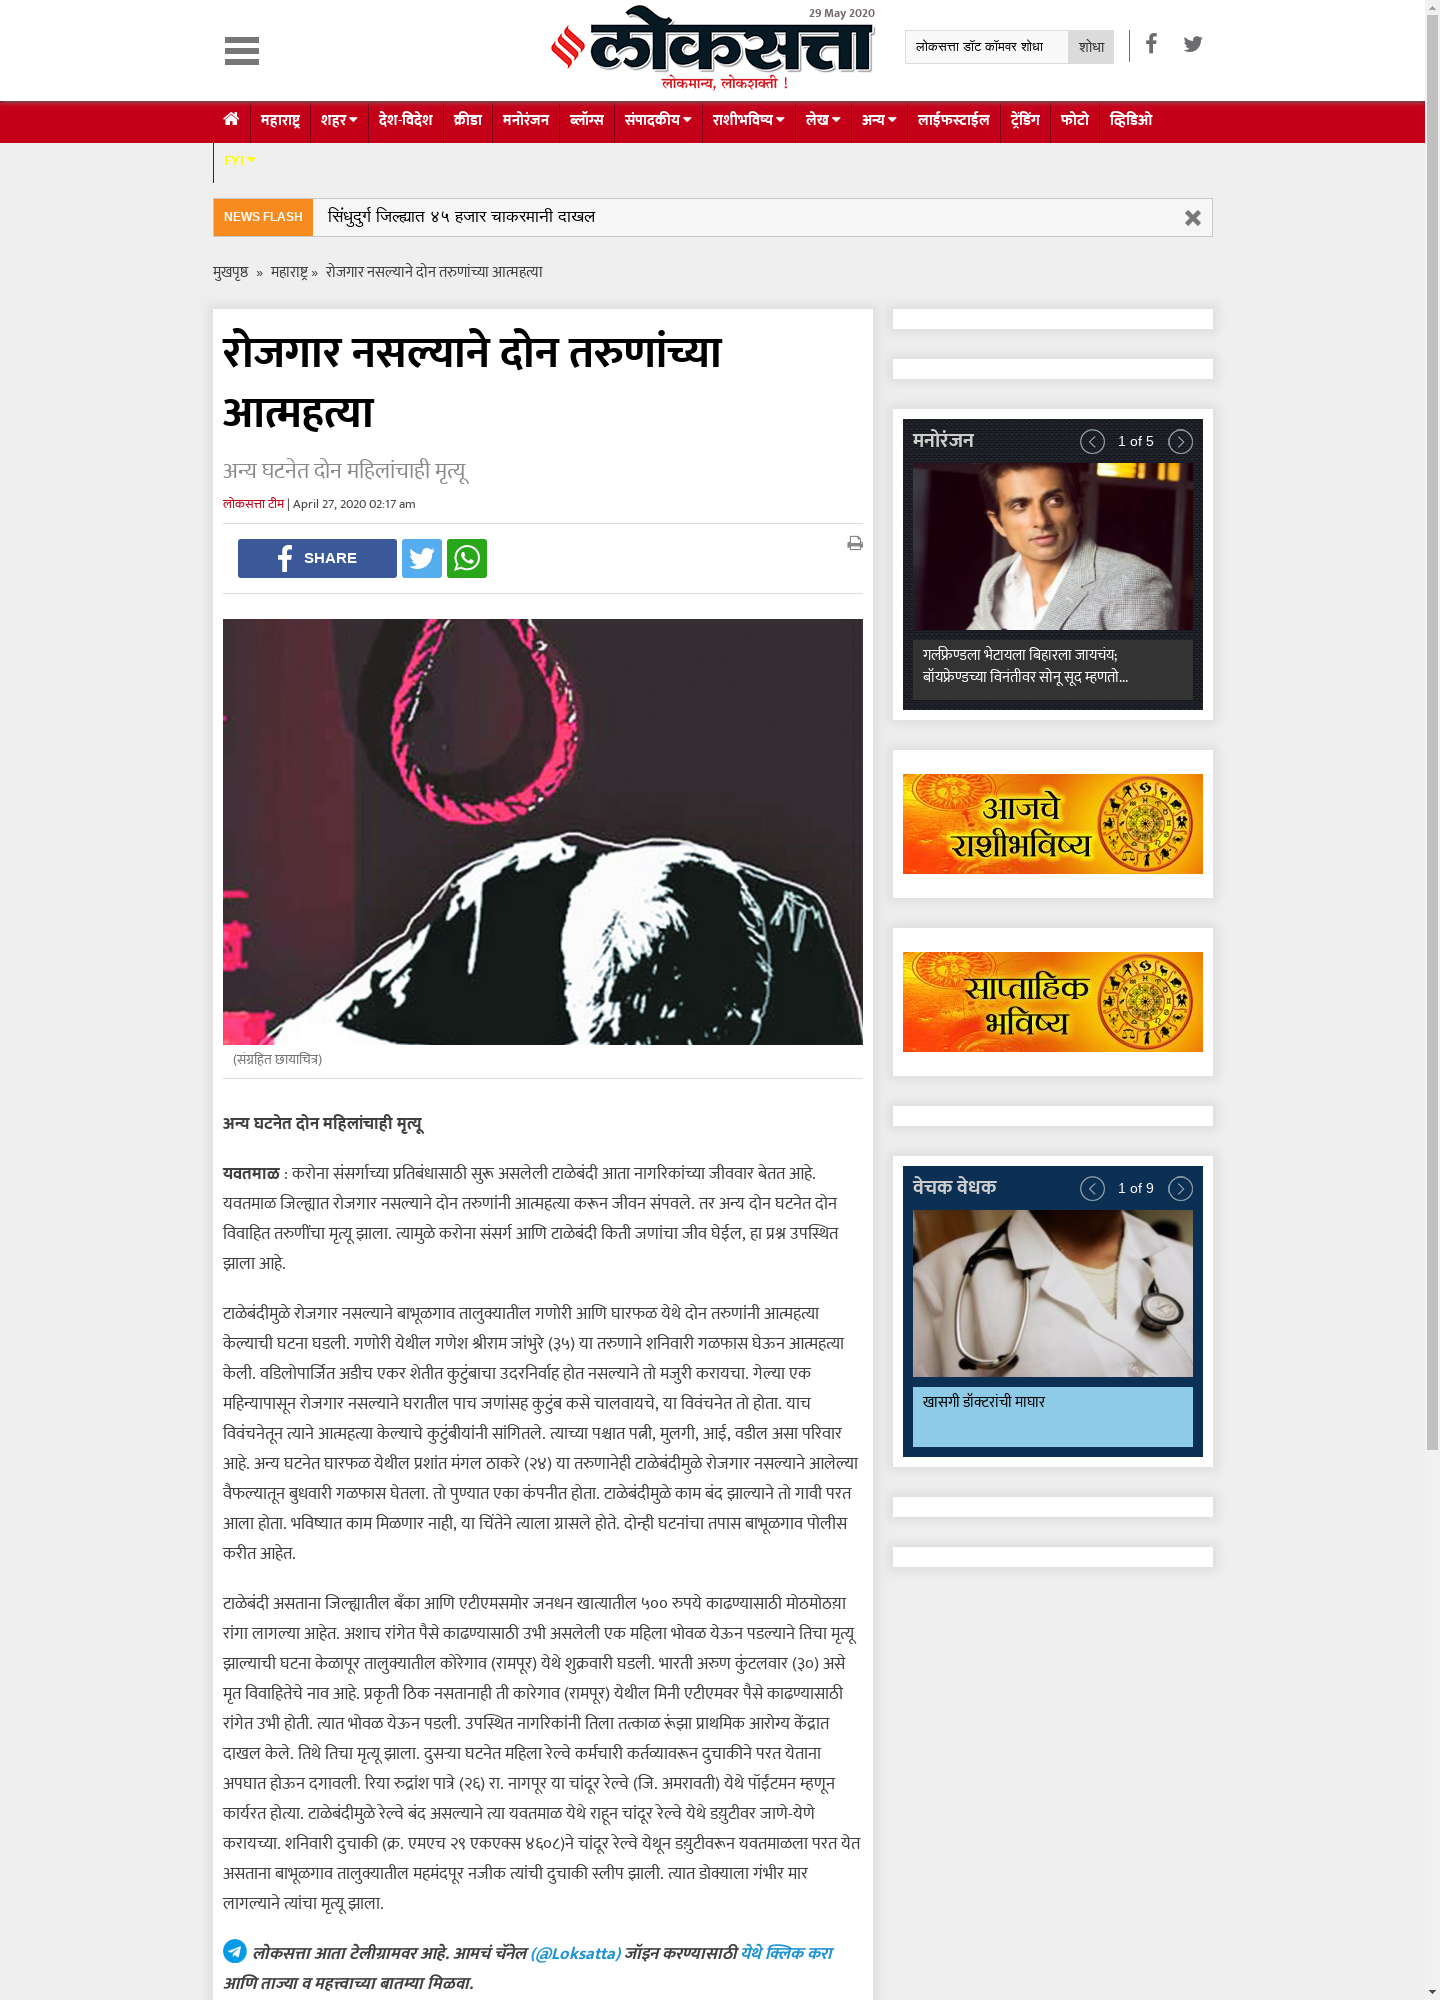 29 May 2020
लोकसत्ता
लोकमान्य, लोकशक्ती !
लोकसत्ता डॉट कॉमवर शोधा
शोधा
महाराष्ट्र शहर देश-विदेश क्रीडा मनोरंजन ब्लॉग्स संपादकीय राशीभविष्य लेख अन्य लाईफस्टाईल ट्रेंडिंग फोटो व्हिडिओ
FYI
NEWS FLASH सिंधुदुर्ग जिल्ह्यात ४५ हजार चाकरमानी दाखल
मुखपृष्ठ » महाराष्ट्र » रोजगार नसल्याने दोन तरुणांच्या आत्महत्या
रोजगार नसल्याने दोन तरुणांच्या
आत्महत्या
अन्य घटनेत दोन महिलांचाही मृत्यू
लोकसत्ता टीम | April 27, 2020 02:17 am
SHARE
(संग्रहित छायाचित्र)
अन्य घटनेत दोन महिलांचाही मृत्यू
यवतमाळ : करोना संसर्गाच्या प्रतिबंधासाठी सुरू असलेली टाळेबंदी आता नागरिकांच्या जीववार बेतत आहे.
यवतमाळ जिल्ह्यात रोजगार नसल्याने दोन तरुणांनी आत्महत्या करून जीवन संपवले. तर अन्य दोन घटनेत दोन
विवाहित तरुणींचा मृत्यू झाला. त्यामुळे करोना संसर्ग आणि टाळेबंदी किती जणांचा जीव घेईल, हा प्रश्न उपस्थित
झाला आहे.
टाळेबंदीमुळे रोजगार नसल्याने बाभूळगाव तालुक्यातील गणोरी आणि घारफळ येथे दोन तरुणांनी आत्महत्या
केल्याची घटना घडली. गणोरी येथील गणेश श्रीराम जांभुरे (३५) या तरुणाने शनिवारी गळफास घेऊन आत्महत्या
केली. वडिलोपार्जित अडीच एकर शेतीत कुटुंबाचा उदरनिर्वाह होत नसल्याने तो मजुरी करायचा. गेल्या एक
महिन्यापासून रोजगार नसल्याने घरातील पाच जणांसह कुटुंब कसे चालवायचे, या विवंचनेत तो होता. याच
विवंचनेतून त्याने आत्महत्या केल्याचे कुटुंबीयांनी सांगितले. त्याच्या पश्चात पत्नी, मुलगी, आई, वडील असा परिवार
आहे. अन्य घटनेत घारफळ येथील प्रशांत मंगल ठाकरे (२४) या तरुणानेही टाळेबंदीमुळे रोजगार नसल्याने आलेल्या
वैफल्यातून बुधवारी गळफास घेतला. तो पुण्यात एका कंपनीत होता. टाळेबंदीमुळे काम बंद झाल्याने तो गावी परत
आला होता. भविष्यात काम मिळणार नाही, या चिंतेने त्याला ग्रासले होते. दोन्ही घटनांचा तपास बाभूळगाव पोलीस
करीत आहेत.
टाळेबंदी असताना जिल्ह्यातील बँका आणि एटीएमसमोर जनधन खात्यातील ५०० रुपये काढण्यासाठी मोठमोठय़ा
रांगा लागल्या आहेत. अशाच रांगेत पैसे काढण्यासाठी उभी असलेली एक महिला भोवळ येऊन पडल्याने तिचा मृत्यू
झाल्याची घटना केळापूर तालुक्यातील कोरेगाव (रामपूर) येथे शुक्रवारी घडली. भारती अरुण कुंटलवार (३०) असे
मृत विवाहितेचे नाव आहे. प्रकृती ठिक नसतानाही ती कारेगाव (रामपूर) येथील मिनी एटीएमवर पैसे काढण्यासाठी
रांगेत उभी होती. त्यात भोवळ येऊन पडली. उपस्थित नागरिकांनी तिला तत्काळ रूंझा प्राथमिक आरोग्य केंद्रात
दाखल केले. तिथे तिचा मृत्यू झाला. दुसऱ्या घटनेत महिला रेल्वे कर्मचारी कर्तव्यावरून दुचाकीने परत येताना
अपघात होऊन दगावली. रिया रुद्रांश पात्रे (२६) रा. नागपूर या चांदूर रेल्वे (जि. अमरावती) येथे पॉईंटमन म्हणून
कार्यरत होत्या. टाळेबंदीमुळे रेल्वे बंद असल्याने त्या यवतमाळ येथे राहून चांदूर रेल्वे येथे डय़ुटीवर जाणे-येणे
करायच्या. शनिवारी दुचाकी (क्र. एमएच २९ एकएक्स ४६०८)ने चांदूर रेल्वे येथून डय़ुटीवरून यवतमाळला परत येत
असताना बाभूळगाव तालुक्यातील महमंदपूर नजीक त्यांची दुचाकी स्लीप झाली. त्यात डोक्याला गंभीर मार
लागल्याने त्यांचा मृत्यू झाला.
लोकसत्ता आता टेलीग्रामवर आहे. आमचं चॅनेल (@Loksatta) जॉइन करण्यासाठी येथे क्लिक करा
आणि ताज्या व महत्त्वाच्या बातम्या मिळवा.
मनोरंजन 1 of 5
गर्लफ्रेण्डला भेटायला बिहारला जायचंय;
बॉयफ्रेण्डच्या विनंतीवर सोनू सूद म्हणतो...
आजचे
राशीभविष्य
साप्ताहिक
भविष्य
वेचक वेधक 1 of 9
खासगी डॉक्टरांची माघार